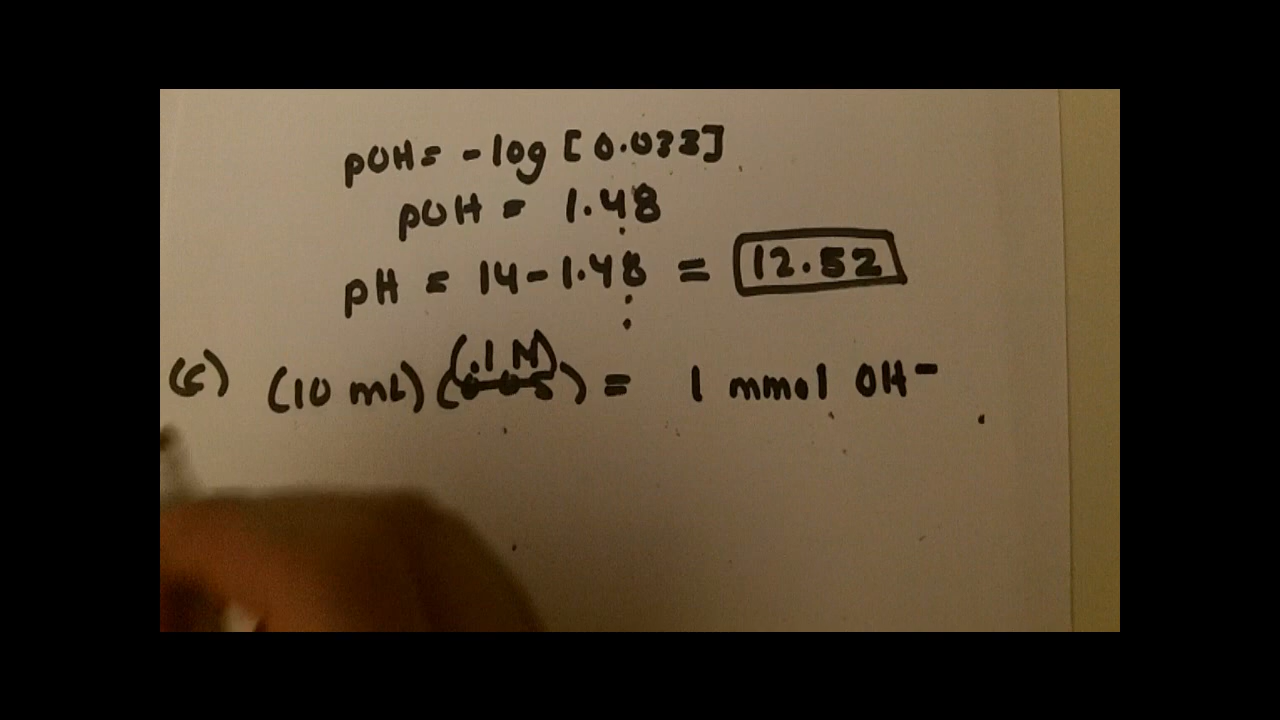 pOH = -log [0.033]
pOH = 1.48
pH = 14-1.48 = 12.52
(c) (10 mL) (.1 N) = 1 mmol OH-